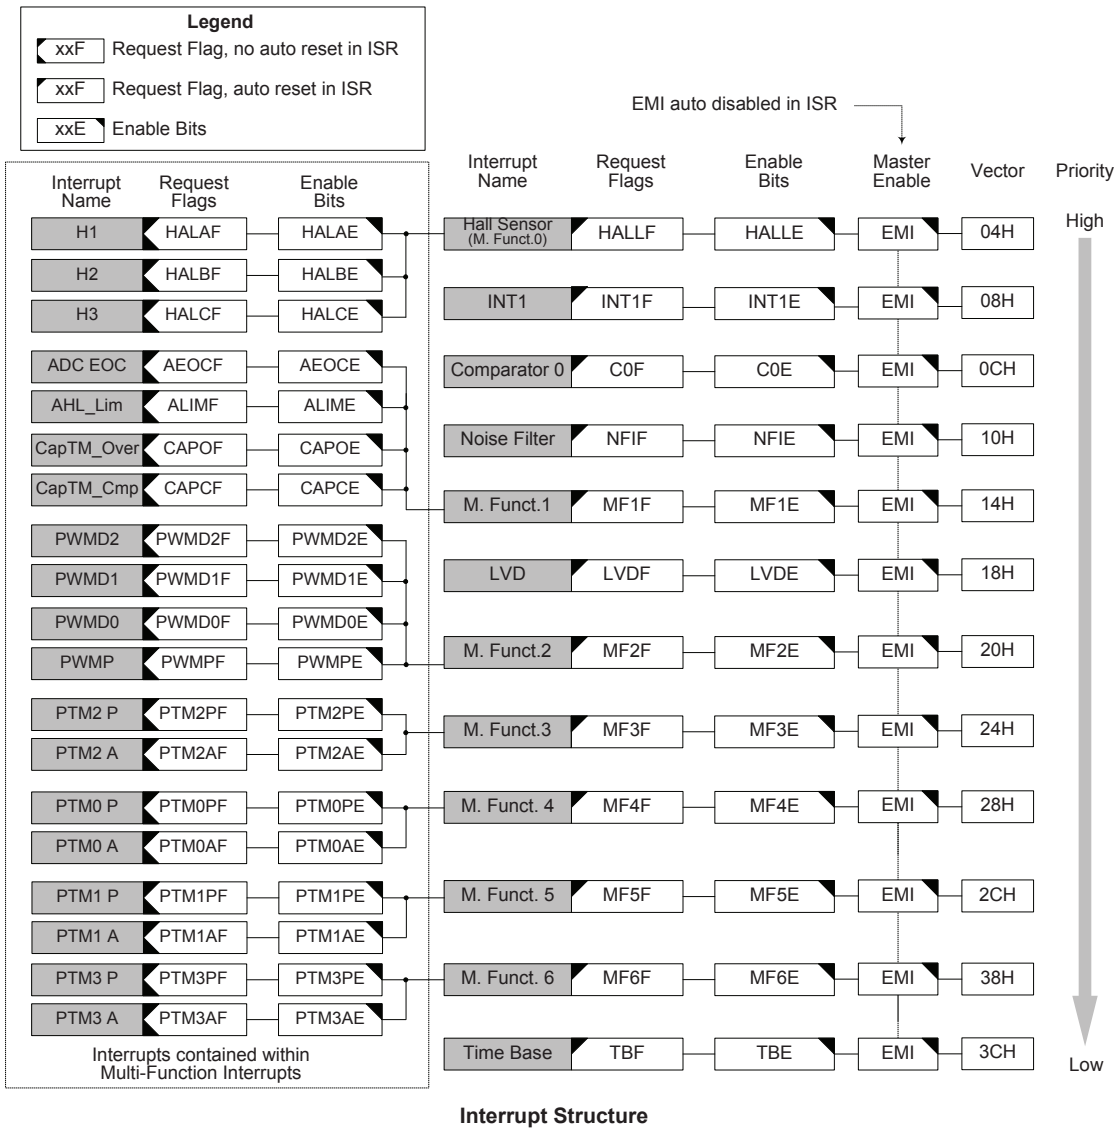 Legend
xxF Request Flag, no auto reset in ISR
xxF Request Flag, auto reset in ISR
xxE Enable Bits
EMI auto disabled in ISR
Interrupt Name Request Flags Enable Bits
H1 HALAF HALAE
H2 HALBF HALBE
H3 HALCF HALCE
ADC EOC AEOCF AEOCE
AHL_Lim ALIMF ALIME
CapTM_Over CAPOF CAPOE
CapTM_Cmp CAPCF CAPCE
PWMD2 PWMD2F PWMD2E
PWMD1 PWMD1F PWMD1E
PWMD0 PWMD0F PWMD0E
PWMP PWMPF PWMPE
PTM2 P PTM2PF PTM2PE
PTM2 A PTM2AF PTM2AE
PTM0 P PTM0PF PTM0PE
PTM0 A PTM0AF PTM0AE
PTM1 P PTM1PF PTM1PE
PTM1 A PTM1AF PTM1AE
PTM3 P PTM3PF PTM3PE
PTM3 A PTM3AF PTM3AE
Interrupts contained within
Multi-Function Interrupts
Interrupt Name Request Flags Enable Bits Master Enable Vector Priority
High
Hall Sensor (M. Funct.0) HALLF HALLE EMI 04H
INT1 INT1F INT1E EMI 08H
Comparator 0 C0F C0E EMI 0CH
Noise Filter NFIF NFIE EMI 10H
M. Funct.1 MF1F MF1E EMI 14H
LVD LVDF LVDE EMI 18H
M. Funct.2 MF2F MF2E EMI 20H
M. Funct.3 MF3F MF3E EMI 24H
M. Funct. 4 MF4F MF4E EMI 28H
M. Funct. 5 MF5F MF5E EMI 2CH
M. Funct. 6 MF6F MF6E EMI 38H
Time Base TBF TBE EMI 3CH
Low
Interrupt Structure